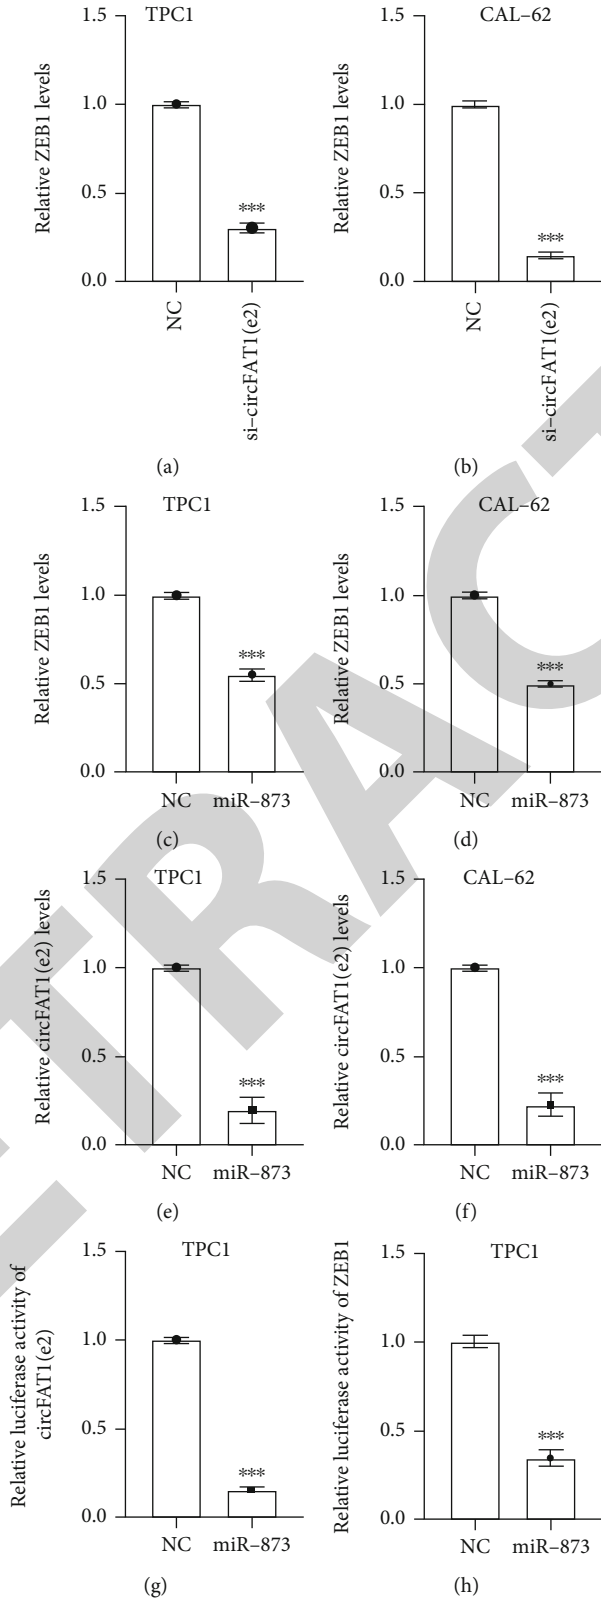 TPC1
Relative ZEB1 levels
1.5
1.0
0.5
0.0
***
NC
si–circFAT1(e2)
(a)
CAL–62
Relative ZEB1 levels
1.5
1.0
0.5
0.0
***
NC
si–circFAT1(e2)
(b)
TPC1
Relative ZEB1 levels
1.5
1.0
0.5
0.0
***
NC miR–873
(c)
CAL–62
Relative ZEB1 levels
1.5
1.0
0.5
0.0
***
NC miR–873
(d)
TPC1
Relative circFAT1(e2) levels
1.5
1.0
0.5
0.0
***
NC miR–873
(e)
CAL–62
Relative circFAT1(e2) levels
1.5
1.0
0.5
0.0
***
NC miR–873
(f)
TPC1
Relative luciferase activity of
circFAT1(e2)
1.5
1.0
0.5
0.0
***
NC miR–873
(g)
TPC1
Relative luciferase activity of ZEB1
1.5
1.0
0.5
0.0
***
NC miR–873
(h)
ETRACT